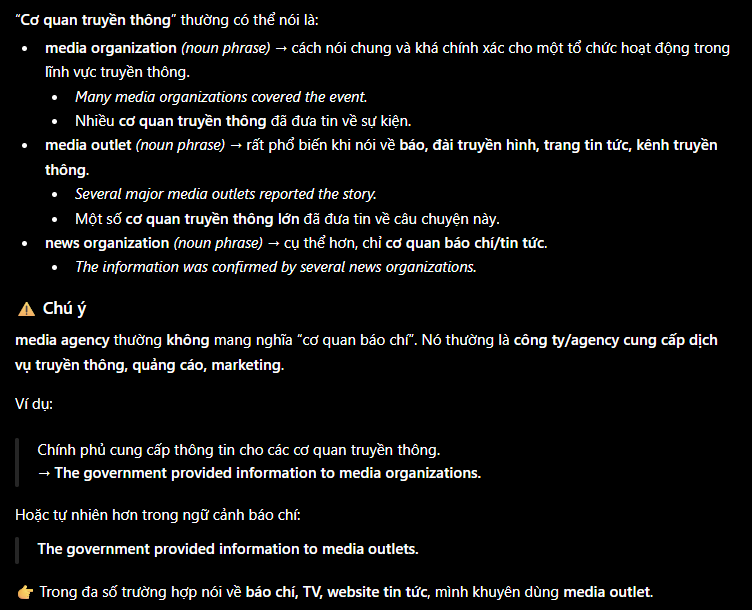 “Cơ quan truyền thông” thường có thể nói là:
• media organization (noun phrase) → cách nói chung và khá chính xác cho một tổ chức hoạt động trong
lĩnh vực truyền thông.
• Many media organizations covered the event.
• Nhiều cơ quan truyền thông đã đưa tin về sự kiện.
• media outlet (noun phrase) → rất phổ biến khi nói về báo, đài truyền hình, trang tin tức, kênh truyền
thông.
• Several major media outlets reported the story.
• Một số cơ quan truyền thông lớn đã đưa tin về câu chuyện này.
• news organization (noun phrase) → cụ thể hơn, chỉ cơ quan báo chí/tin tức.
• The information was confirmed by several news organizations.
⚠️ Chú ý
media agency thường không mang nghĩa “cơ quan báo chí”. Nó thường là công ty/agency cung cấp dịch
vụ truyền thông, quảng cáo, marketing.
Ví dụ:
Chính phủ cung cấp thông tin cho các cơ quan truyền thông.
→ The government provided information to media organizations.
Hoặc tự nhiên hơn trong ngữ cảnh báo chí:
The government provided information to media outlets.
👉 Trong đa số trường hợp nói về báo chí, TV, website tin tức, mình khuyên dùng media outlet.